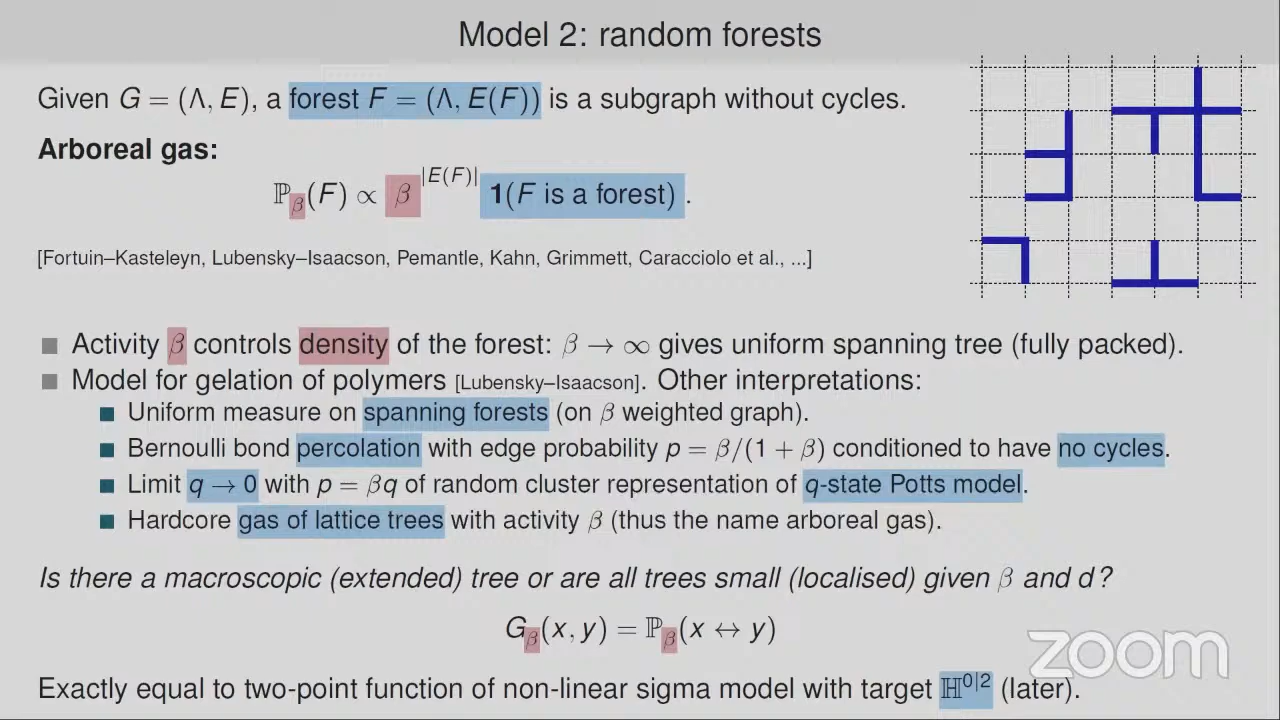 Model 2: random forests
Given G = (Λ, E), a forest F = (Λ, E(F)) is a subgraph without cycles.
Arboreal gas:
ℙ_β(F) ∝ β^|E(F)| 1(F is a forest).
[Fortuin–Kasteleyn, Lubensky–Isaacson, Pemantle, Kahn, Grimmett, Caracciolo et al., ...]
Activity β controls density of the forest: β → ∞ gives uniform spanning tree (fully packed).
Model for gelation of polymers [Lubensky–Isaacson]. Other interpretations:
Uniform measure on spanning forests (on β weighted graph).
Bernoulli bond percolation with edge probability p = β/(1 + β) conditioned to have no cycles.
Limit q → 0 with p = βq of random cluster representation of q-state Potts model.
Hardcore gas of lattice trees with activity β (thus the name arboreal gas).
Is there a macroscopic (extended) tree or are all trees small (localised) given β and d?
G_β(x, y) = ℙ_β(x ↔ y)
zoom
Exactly equal to two-point function of non-linear sigma model with target ℍ^0|2 (later).